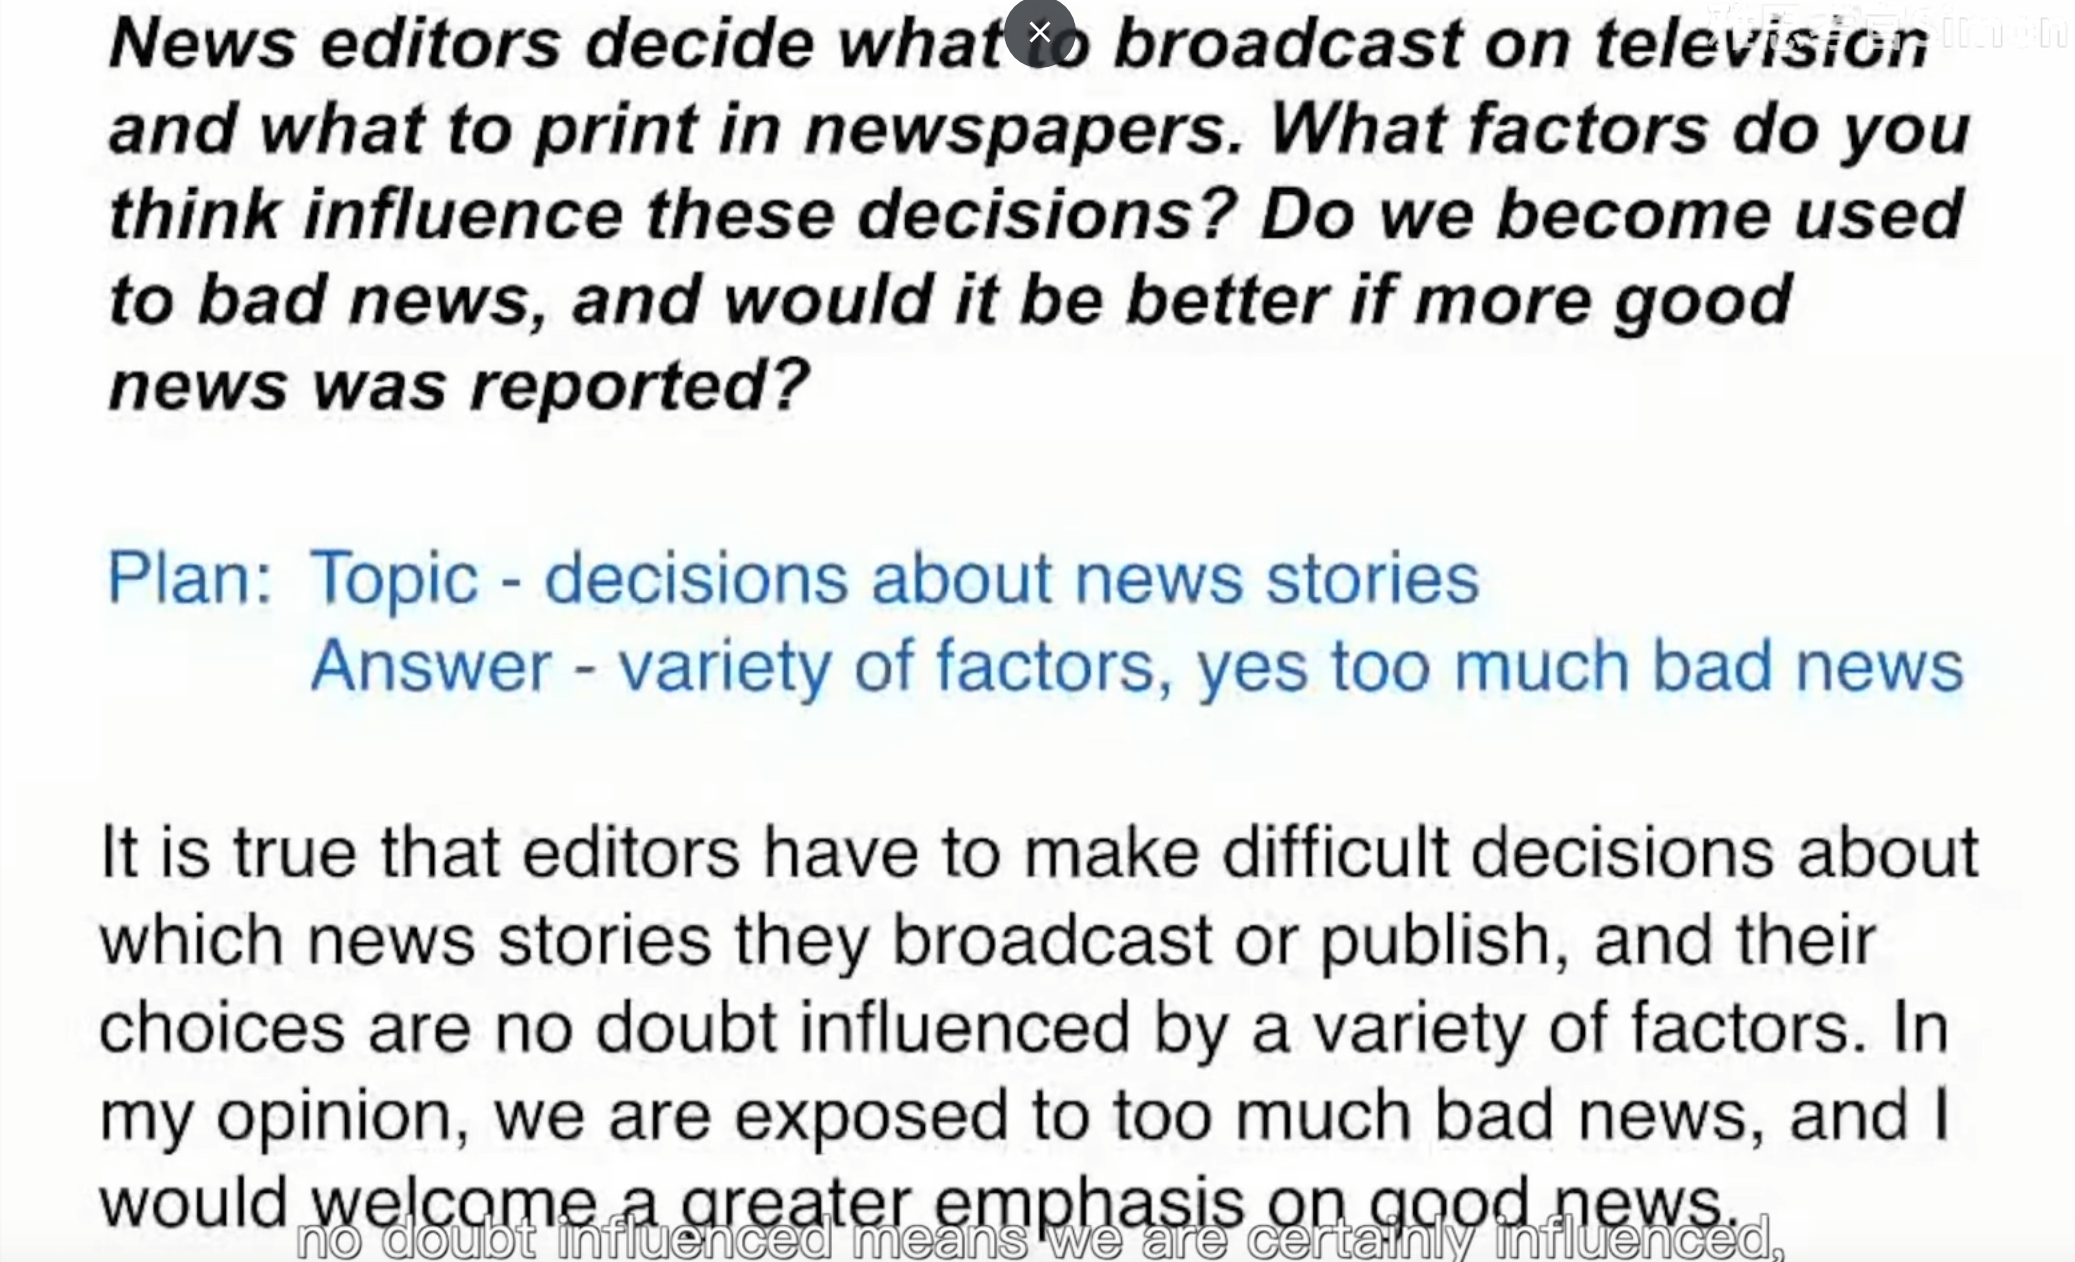 News editors decide what to broadcast on television
and what to print in newspapers. What factors do you
think influence these decisions? Do we become used
to bad news, and would it be better if more good
news was reported?
Plan: Topic - decisions about news stories
Answer - variety of factors, yes too much bad news
It is true that editors have to make difficult decisions about
which news stories they broadcast or publish, and their
choices are no doubt influenced by a variety of factors. In
my opinion, we are exposed to too much bad news, and I
would welcome a greater emphasis on good news.
no doubt influenced means we are certainly influenced,